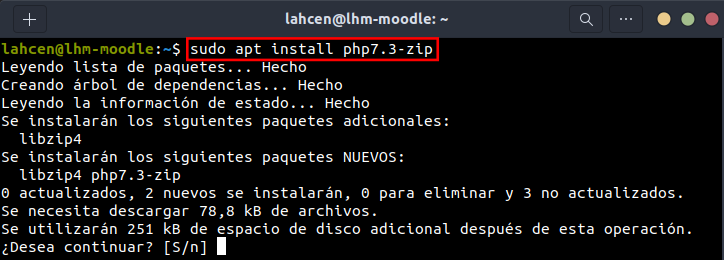 lahcen@lhm-moodle: ~
lahcen@lhm-moodle:~$ sudo apt install php7.3-zip
Leyendo lista de paquetes... Hecho
Creando árbol de dependencias... Hecho
Leyendo la información de estado... Hecho
Se instalarán los siguientes paquetes adicionales:
  libzip4
Se instalarán los siguientes paquetes NUEVOS:
  libzip4 php7.3-zip
0 actualizados, 2 nuevos se instalarán, 0 para eliminar y 3 no actualizados.
Se necesita descargar 78,8 kB de archivos.
Se utilizarán 251 kB de espacio de disco adicional después de esta operación.
¿Desea continuar? [S/n]